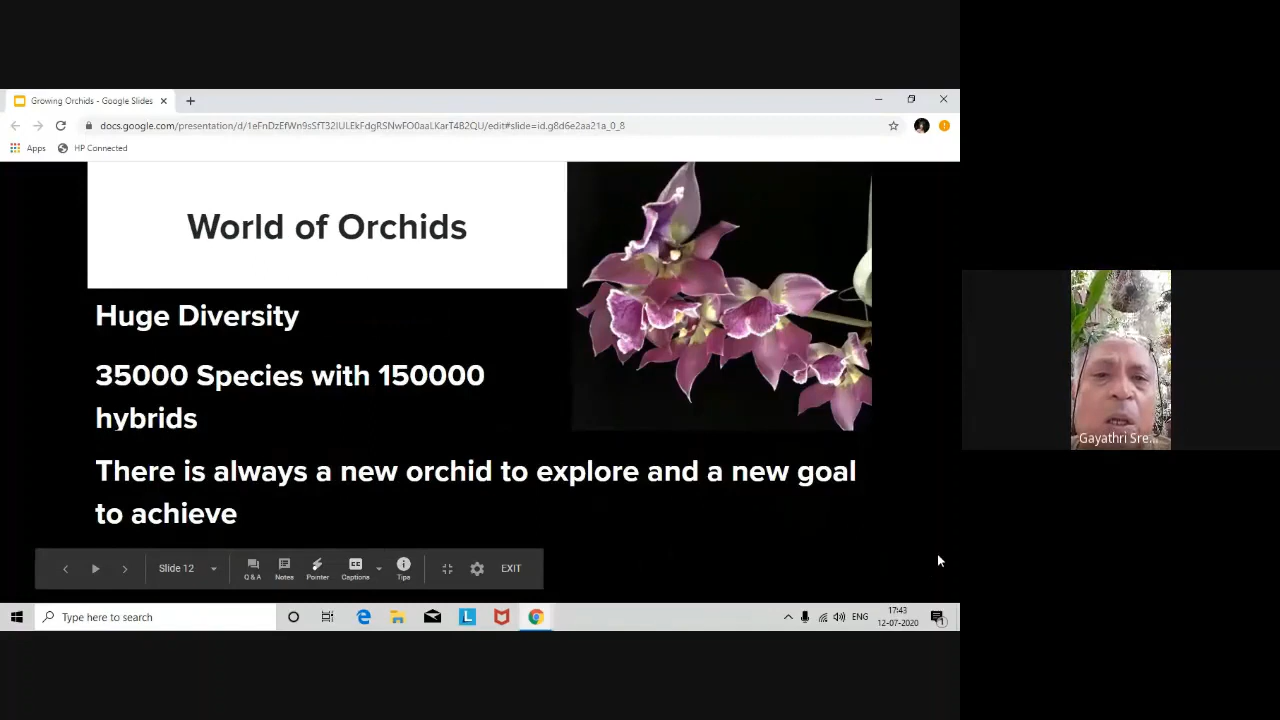 Growing Orchids - Google Slides
docs.google.com/presentation/d/1eFnDzEfWn9sSfT32IULEkFdgRSNwFO0aaLKarT4B2QU/edit#slide=id.g8d6e2aa21a_0_8
Apps HP Connected
World of Orchids
Huge Diversity
35000 Species with 150000
hybrids
There is always a new orchid to explore and a new goal
to achieve
Gayathri Sre...
Slide 12 Q & A Notes Pointer Captions Tips EXIT
Type here to search
ENG
17:43
12-07-2020